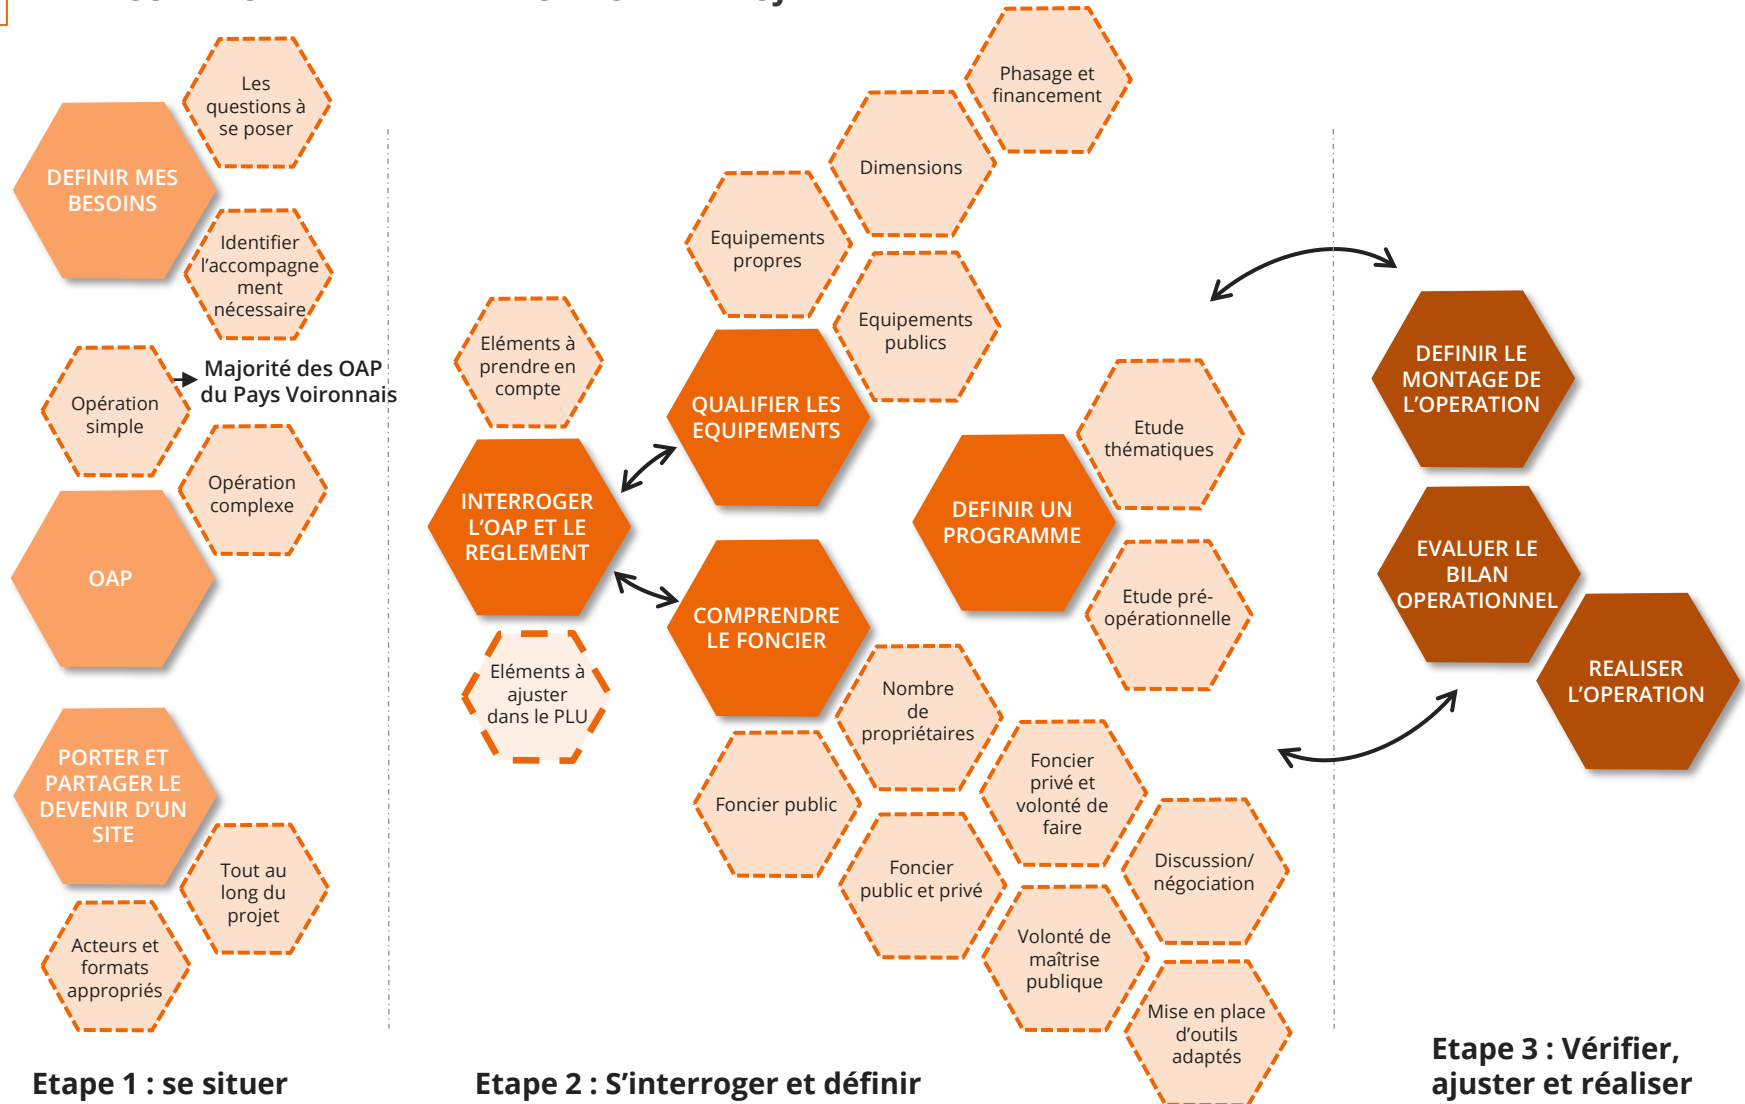 Les
questions à
se poser
DEFINIR MES
BESOINS
Identifier
l’accompagne
ment
nécessaire
Majorité des OAP
du Pays Voironnais
Opération
simple
Opération
complexe
OAP
PORTER ET
PARTAGER LE
DEVENIR D’UN
SITE
Tout au
long du
projet
Acteurs et
formats
appropriés
Etape 1 : se situer
Phasage et
financement
Dimensions
Equipements
propres
Equipements
publics
Eléments à
prendre en
compte
QUALIFIER LES
EQUIPEMENTS
INTERROGER
L’OAP ET LE
REGLEMENT
Eléments à
ajuster
dans le PLU
COMPRENDRE
LE FONCIER
DEFINIR UN
PROGRAMME
Etude
thématiques
Etude pré-
opérationnelle
Nombre
de
propriétaires
Foncier public
Foncier
privé et
volonté de
faire
Foncier
public et privé
Discussion/
négociation
Volonté de
maîtrise
publique
Mise en place
d’outils
adaptés
Etape 2 : S’interroger et définir
DEFINIR LE
MONTAGE DE
L’OPERATION
EVALUER LE
BILAN
OPERATIONNEL
REALISER
L’OPERATION
Etape 3 : Vérifier,
ajuster et réaliser